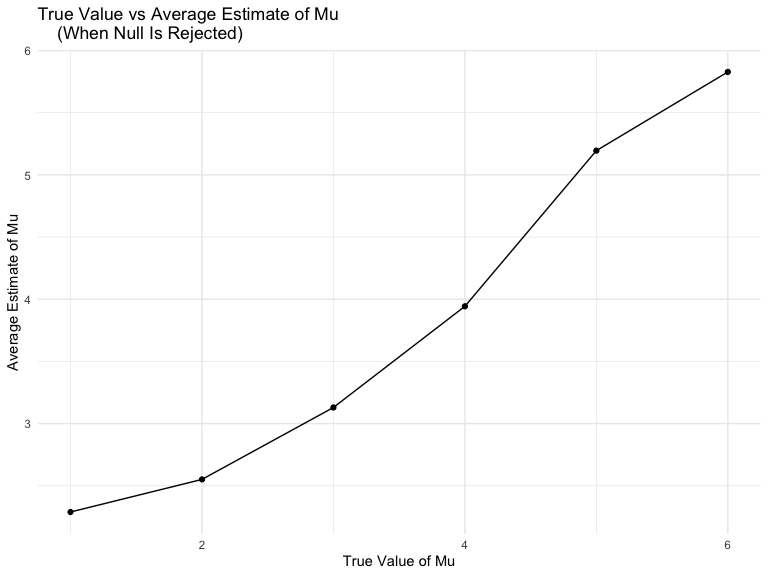 True Value vs Average Estimate of Mu
(When Null Is Rejected)
6
5
4
3
Average Estimate of Mu
2
4
6
True Value of Mu